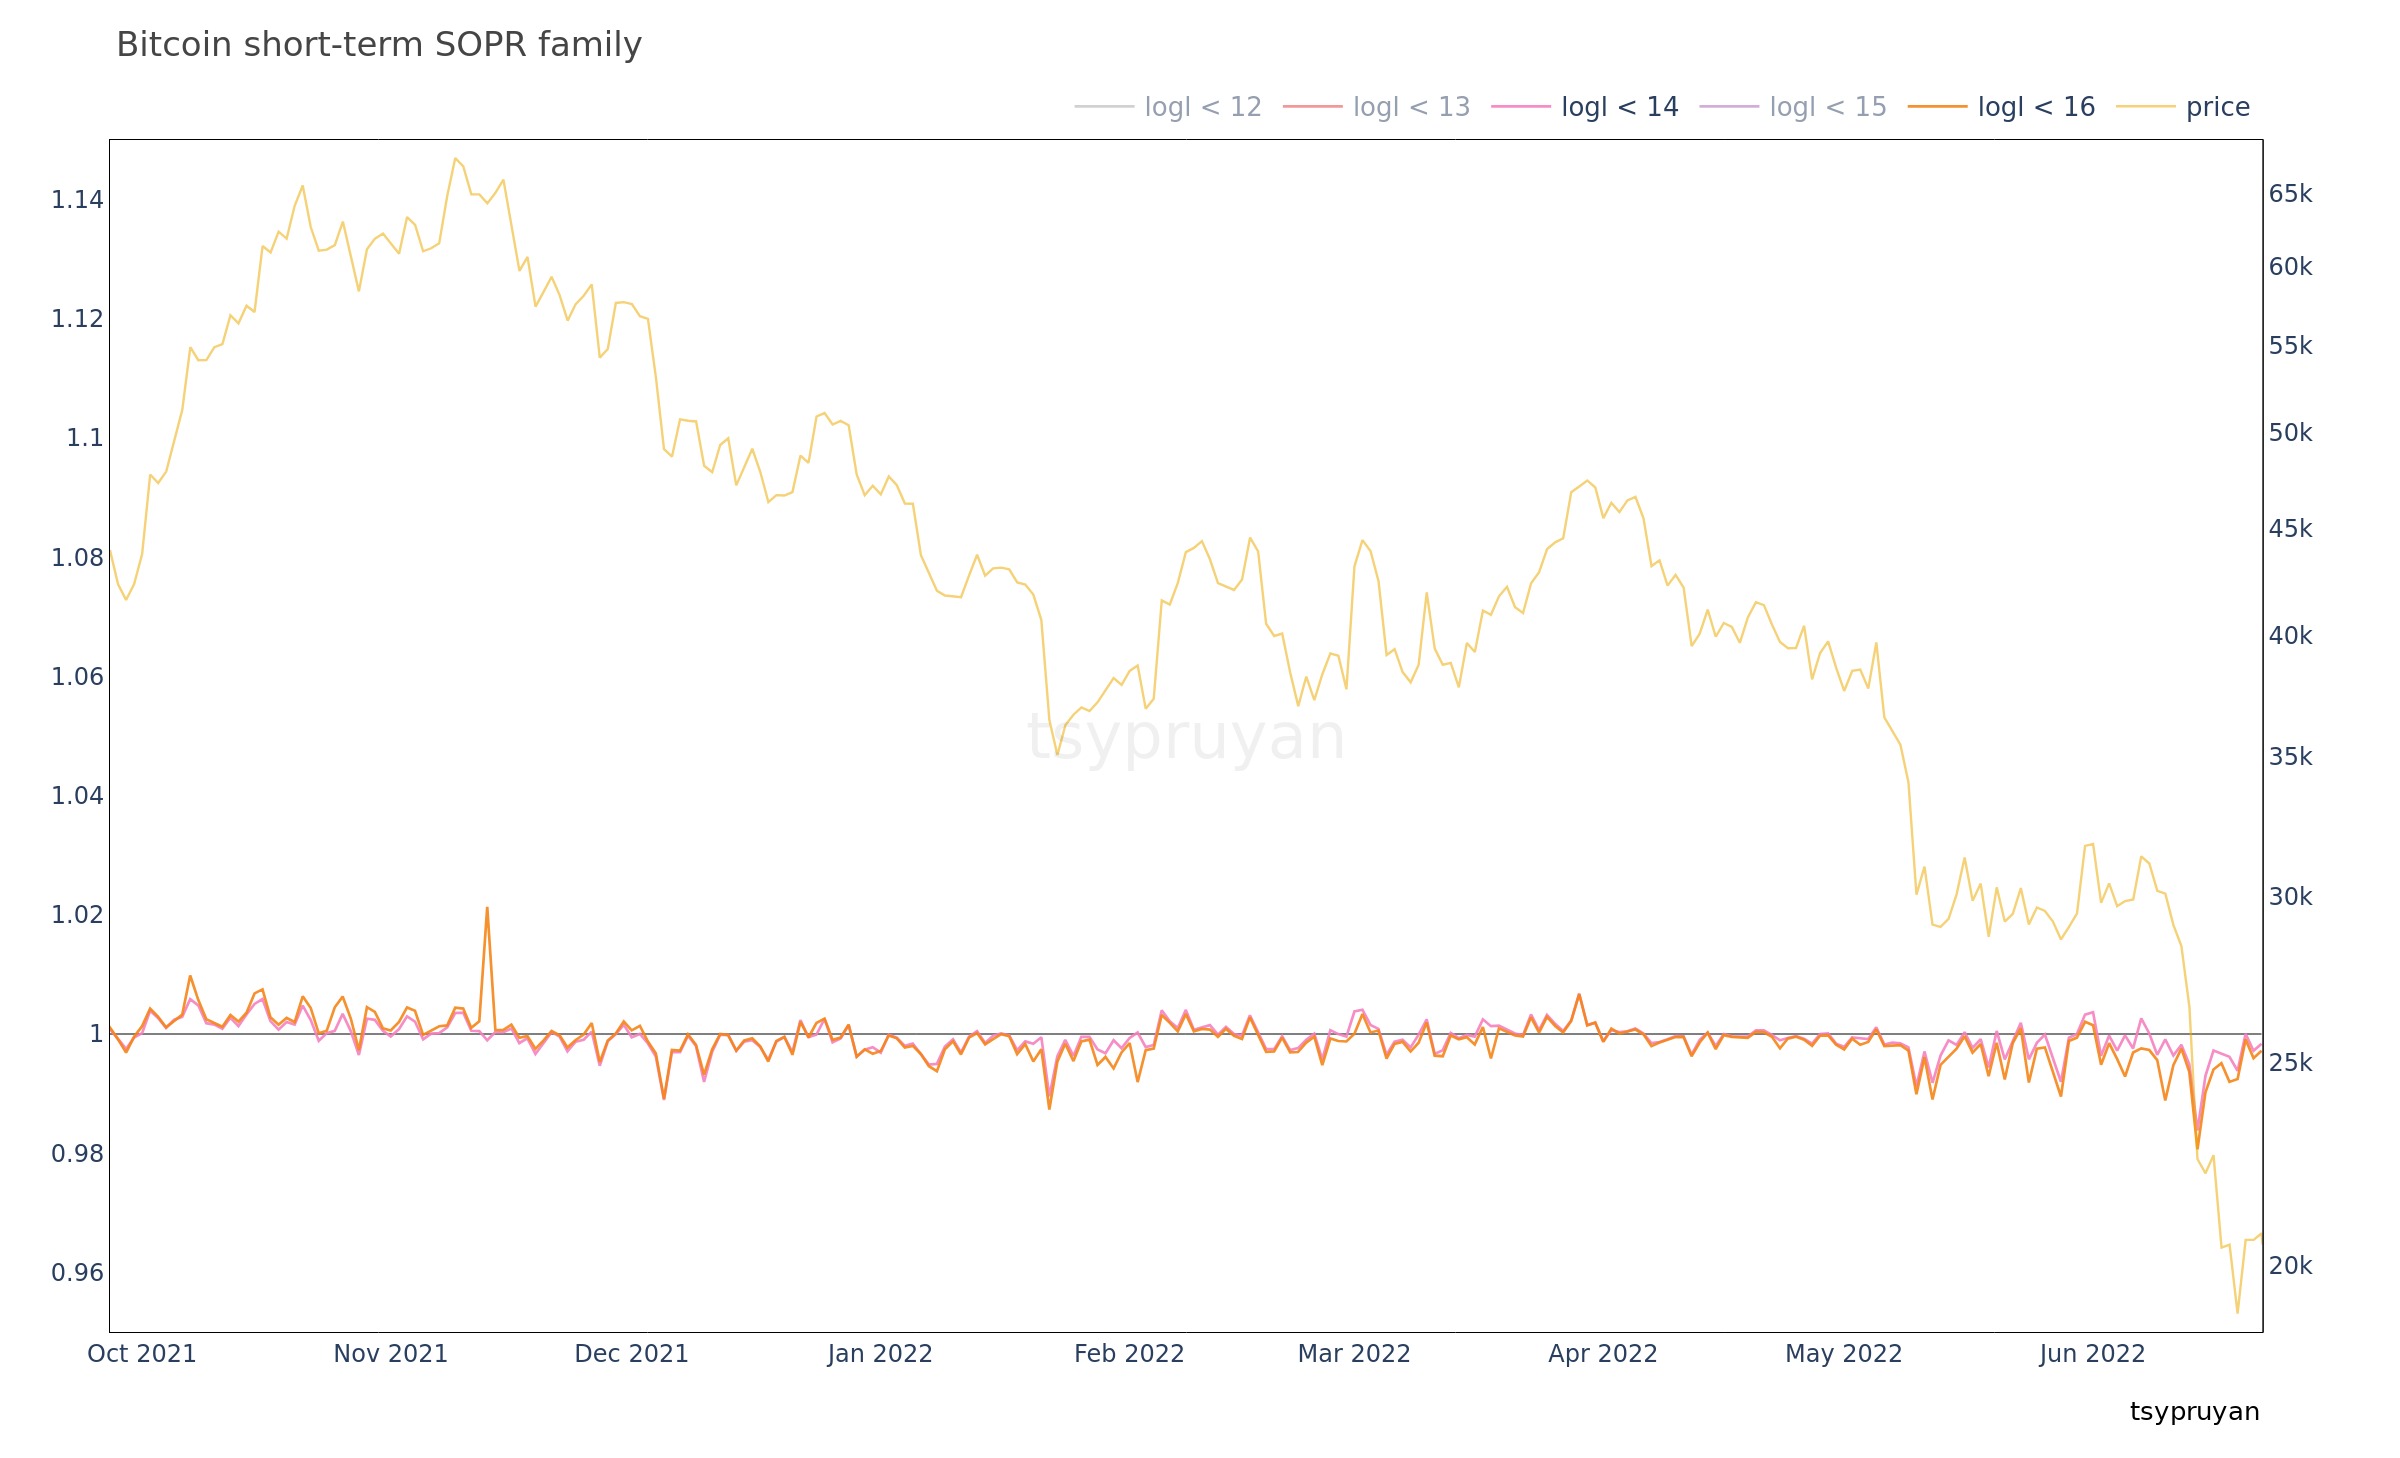 Bitcoin short-term SOPR family
logl < 12 logl < 13 logl < 14 logl < 15 logl < 16 price
1.14 65k
1.12 60k
1.1 55k
1.08 50k
1.06 45k
1.04 40k
1.02 35k
1 30k
0.98 25k
0.96 20k
tsypruyan
Oct 2021 Nov 2021 Dec 2021 Jan 2022 Feb 2022 Mar 2022 Apr 2022 May 2022 Jun 2022
tsypruyan